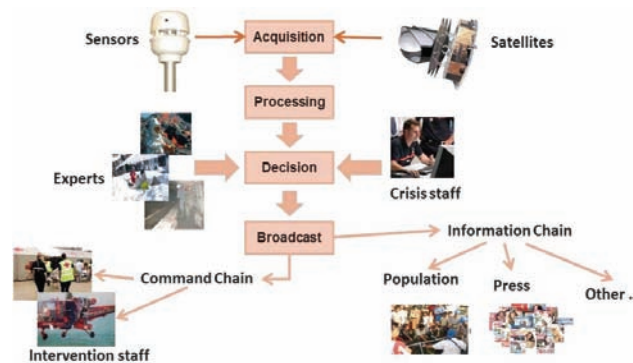 Sensors
Acquisition
Satellites
Processing
Experts
Decision
Crisis staff
Broadcast
Information Chain
Command Chain
Population
Press
Other .
Intervention staff